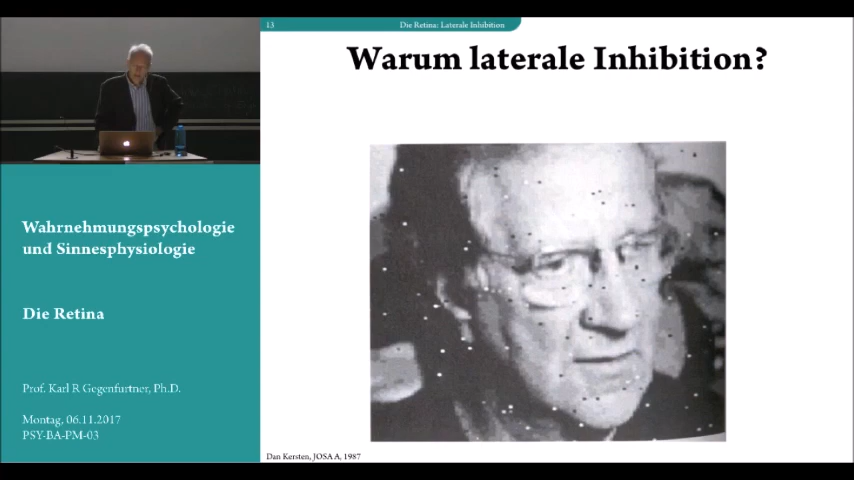 13
Die Retina: Laterale Inhibition
Warum laterale Inhibition?
Wahrnehmungspsychologie
und Sinnesphysiologie
Die Retina
Prof. Karl R Gegenfurtner, Ph.D.
Montag, 06.11.2017
PSY-BA-PM-03
Dan Kersten, JOSA A, 1987